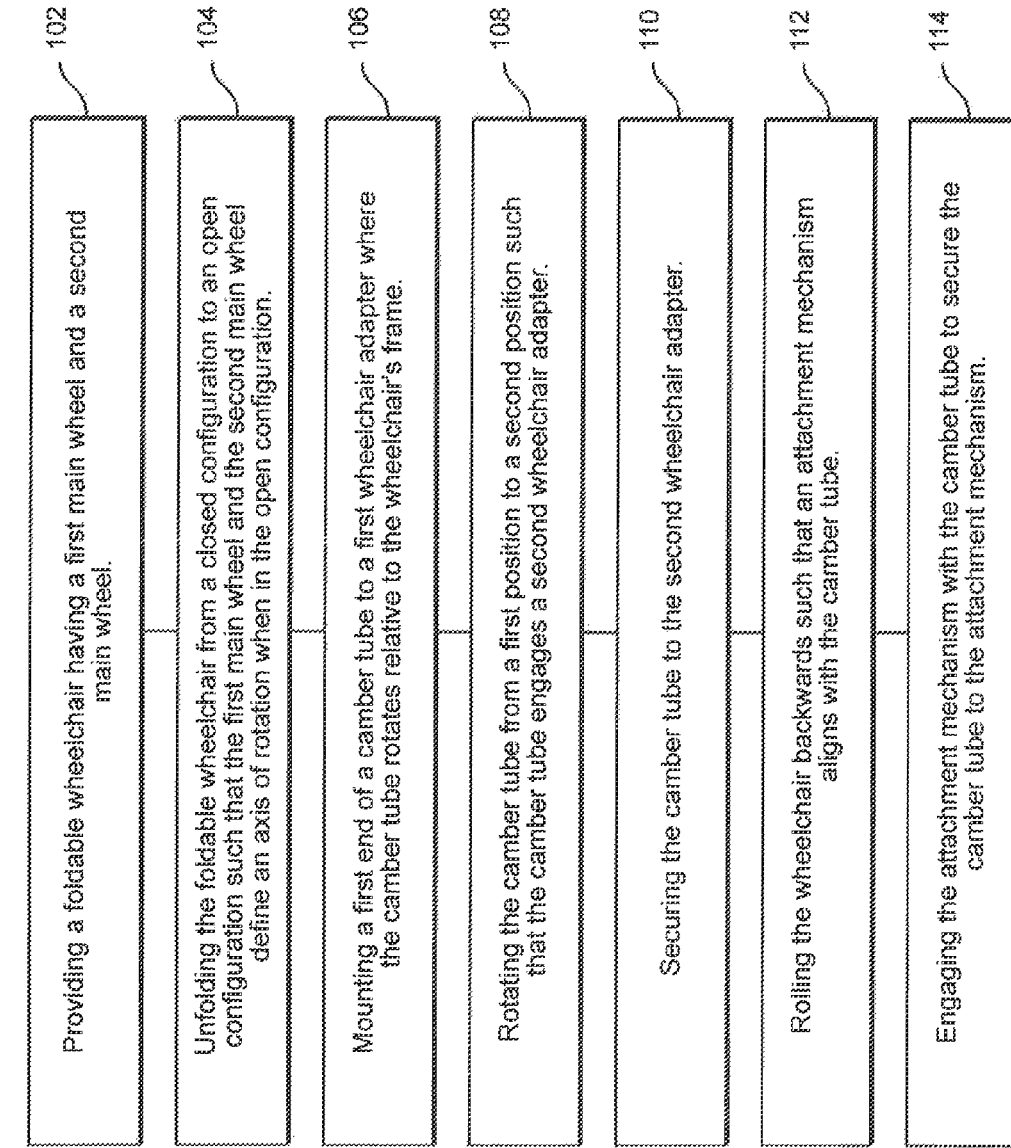 Providing a foldable wheelchair having a first main wheel and a second
main wheel.
102
Unfolding the foldable wheelchair from a closed configuration to an open
configuration such that the first main wheel and the second main wheel
define an axis of rotation when in the open configuration.
104
Mounting a first end of a camber tube to a first wheelchair adapter where
the camber tube rotates relative to the wheelchair's frame.
106
Rotating the camber tube from a first position to a second position such
that the camber tube engages a second wheelchair adapter.
108
Securing the camber tube to the second wheelchair adapter.
110
Rolling the wheelchair backwards such that an attachment mechanism
aligns with the camber tube.
112
Engaging the attachment mechanism with the camber tube to secure the
camber tube to the attachment mechanism.
114